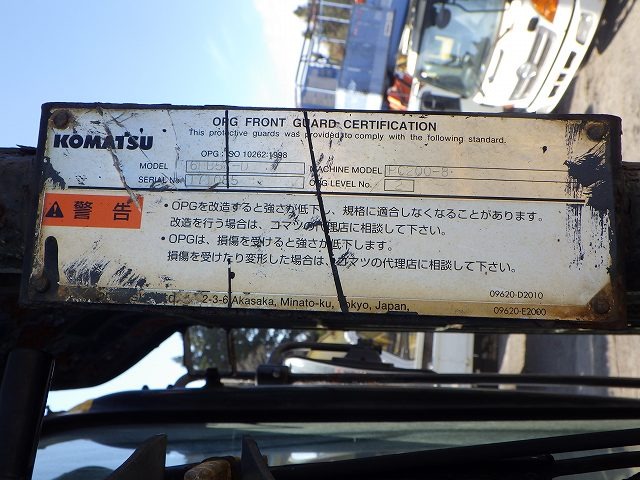 OPG FRONT GUARD CERTIFICATION
KOMATSU
This protective guards was provided to comply with the following standard.
OPG : ISO 10262:1998
MODEL MACHINE MODEL PC200-8
SERIAL No. OPG LEVEL No. 2
警告
・OPGを改造すると強さが低下し、規格に適合しなくなることがあります。
改造を行う場合は、コマツの代理店に相談して下さい。
・OPGは、損傷を受けると強さが低下します。
損傷を受けたり変形した場合は、コマツの代理店に相談して下さい。
09620-D2010
2-3-6 Akasaka, Minato-ku, Tokyo, Japan,
09620-E2000